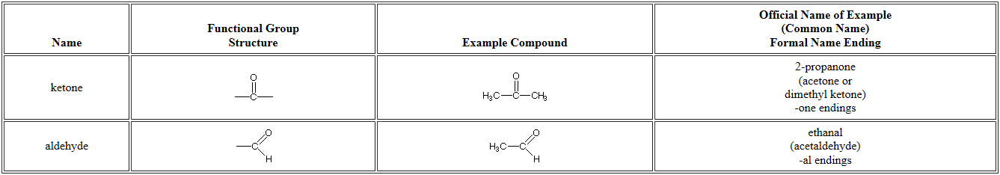 Name
Functional Group
Structure
Example Compound
Official Name of Example
(Common Name)
Formal Name Ending
ketone
O
C
O
H₃C C CH₃
2-propanone
(acetone or
dimethyl ketone)
-one endings
aldehyde
O
C
H
O
H₃C C
H
ethanal
(acetaldehyde)
-al endings